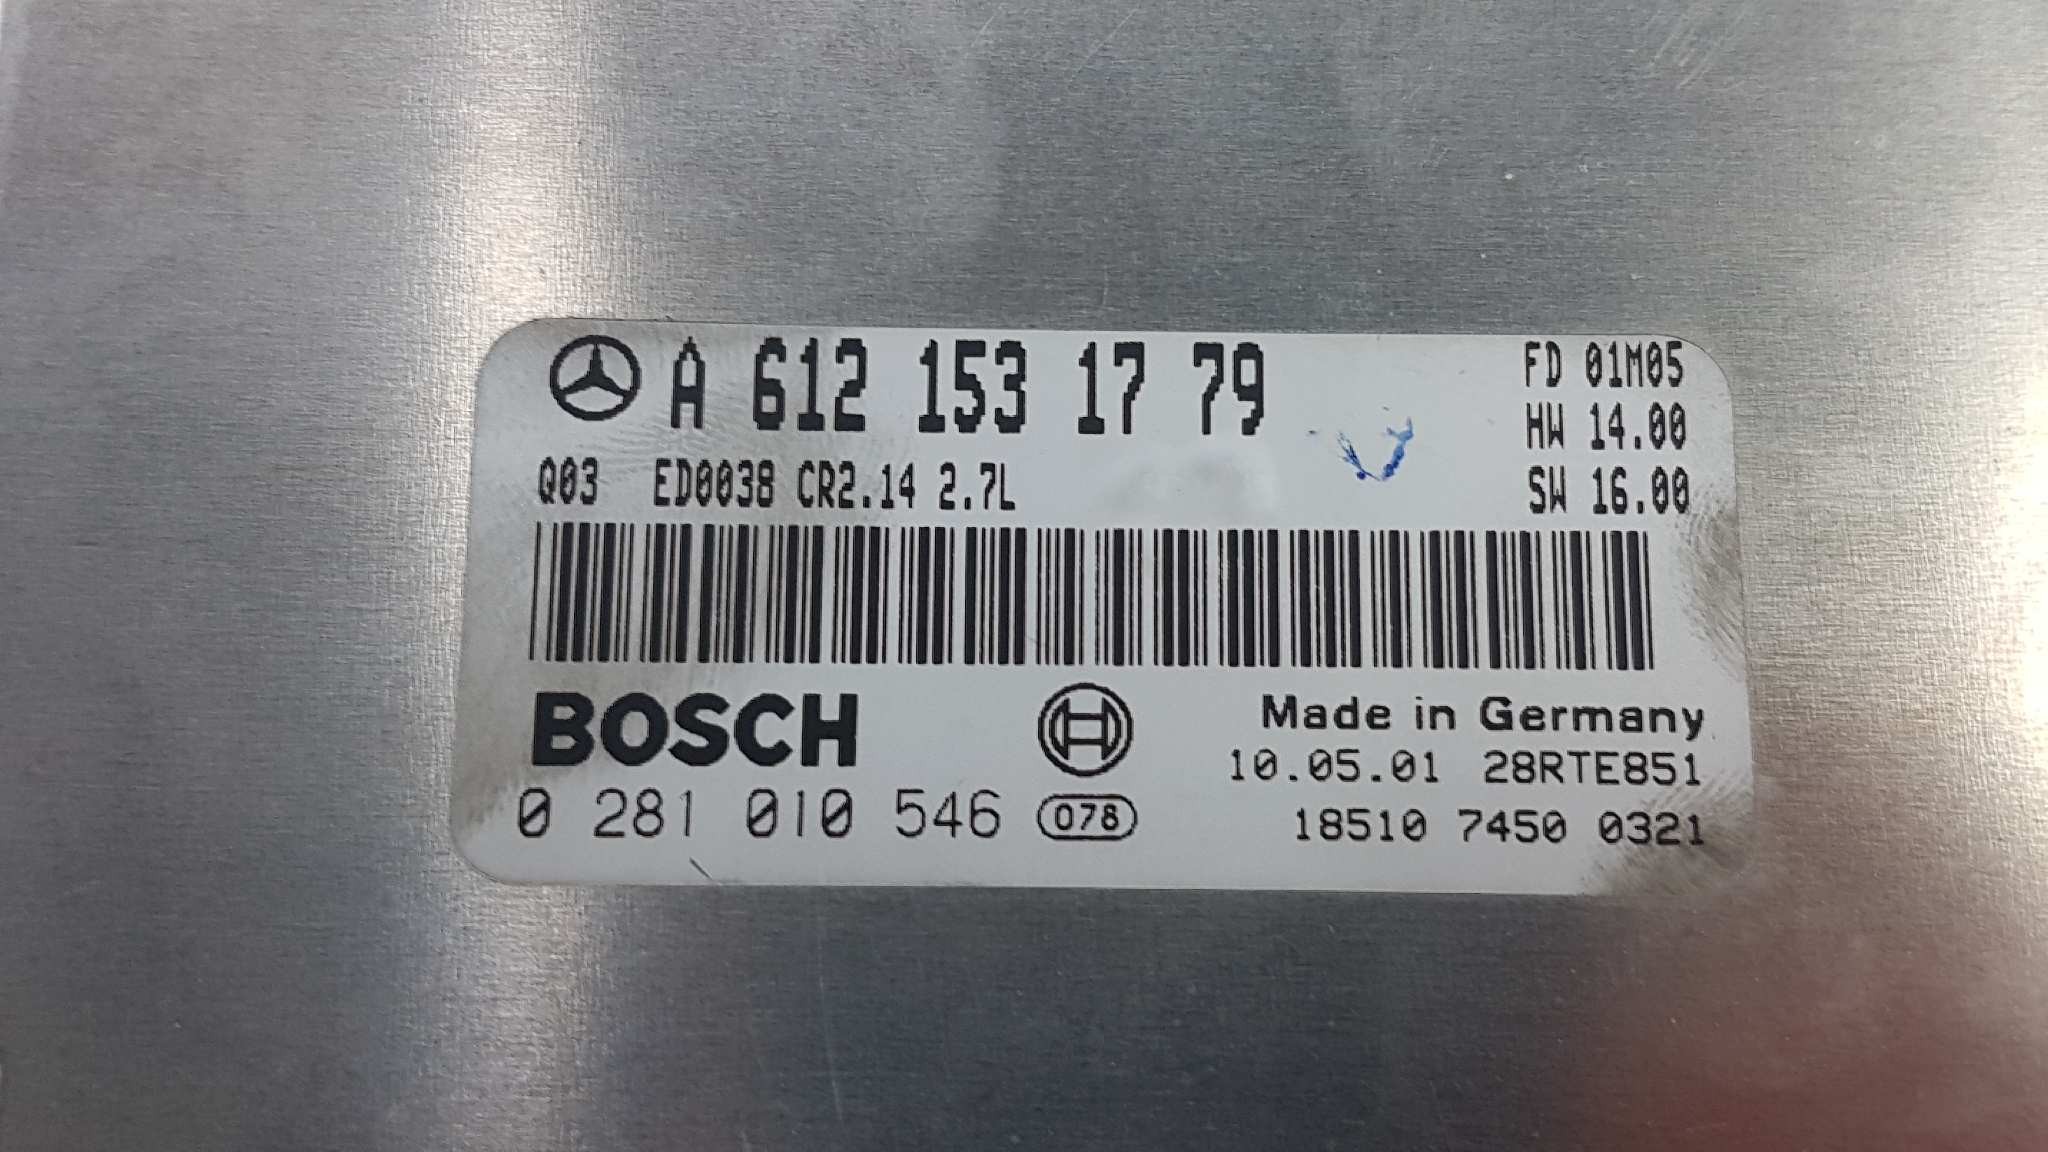 A 612 153 17 79
FD 01M05
HW 14.00
Q03 ED0038 CR2.14 2.7L
SW 16.00
BOSCH
Made in Germany
10.05.01 28RTE851
0 281 010 546 078
18510 7450 0321